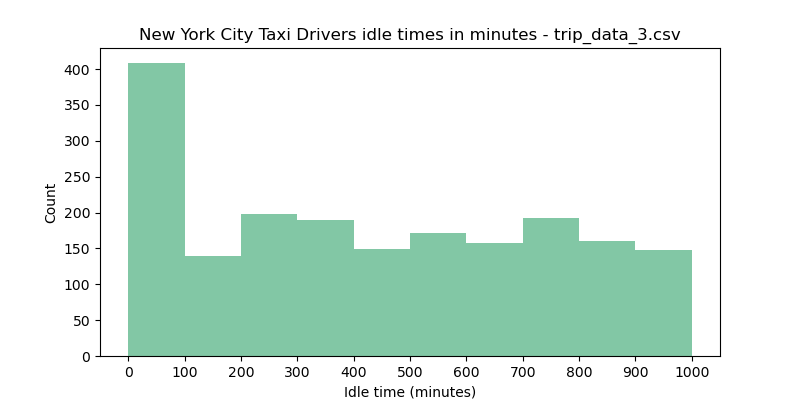 New York City Taxi Drivers idle times in minutes - trip_data_3.csv
400
350
300
250
200
150
100
50
0
Count
0 100 200 300 400 500 600 700 800 900 1000
Idle time (minutes)